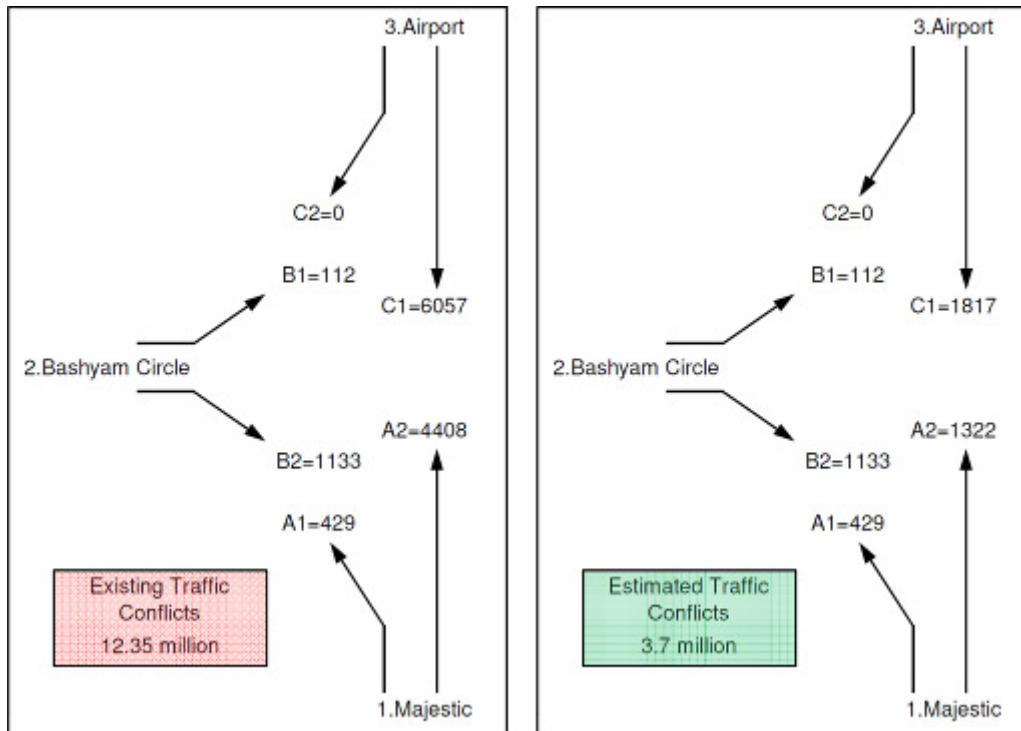 3.Airport
C2=0
B1=112
C1=6057
2.Bashyam Circle
A2=4408
B2=1133
A1=429
Existing Traffic
Conflicts
12.35 million
1.Majestic
3.Airport
C2=0
B1=112
C1=1817
2.Bashyam Circle
A2=1322
B2=1133
A1=429
Estimated Traffic
Conflicts
3.7 million
1.Majestic